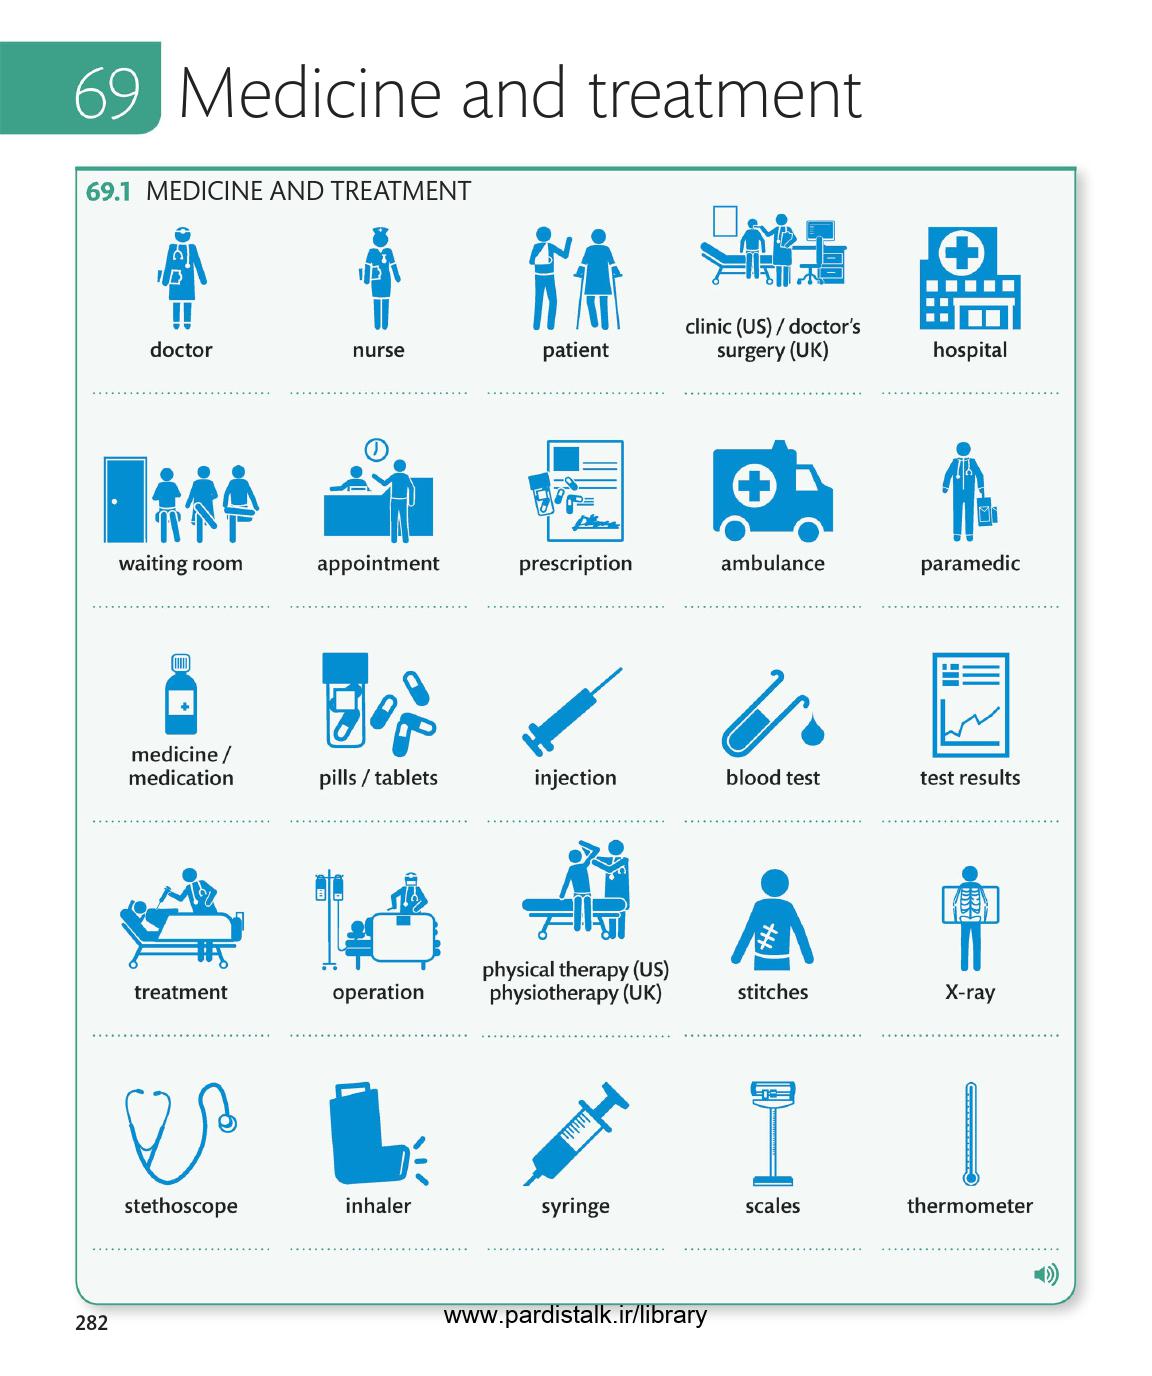 69 Medicine and treatment
69.1 MEDICINE AND TREATMENT
doctor
nurse
patient
clinic (US) / doctor's
surgery (UK)
hospital
waiting room
appointment
prescription
ambulance
paramedic
medicine /
medication
pills / tablets
injection
blood test
test results
treatment
operation
physical therapy (US)
physiotherapy (UK)
stitches
X-ray
stethoscope
inhaler
syringe
scales
thermometer
282
www.pardistalk.ir/library